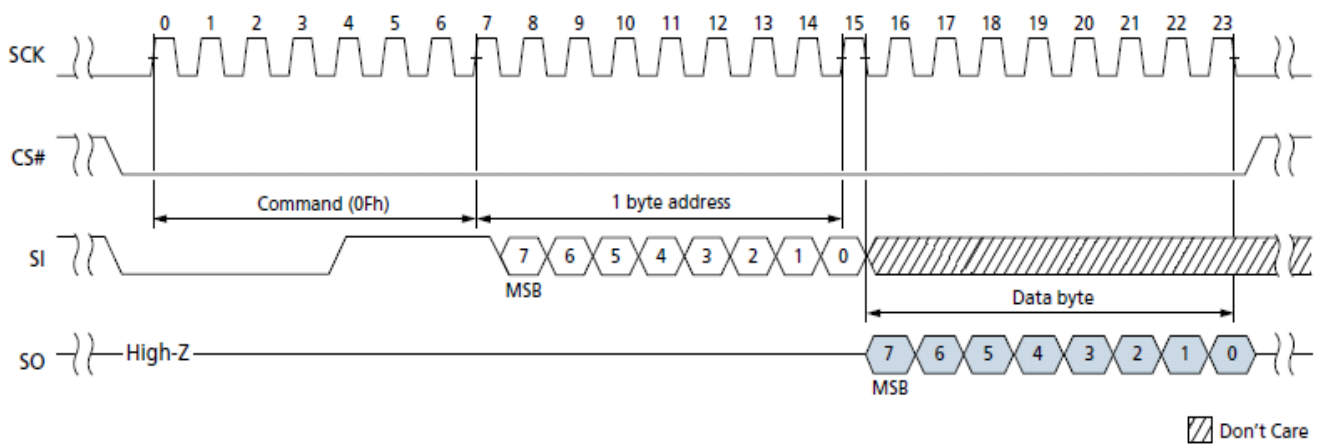 0 1 2 3 4 5 6 7 8 9 10 11 12 13 14 15 16 17 18 19 20 21 22 23
SCK
CS#
Command (0Fh) 1 byte address
SI 7 6 5 4 3 2 1 0
MSB Data byte
SO High-Z 7 6 5 4 3 2 1 0
MSB
Don't Care